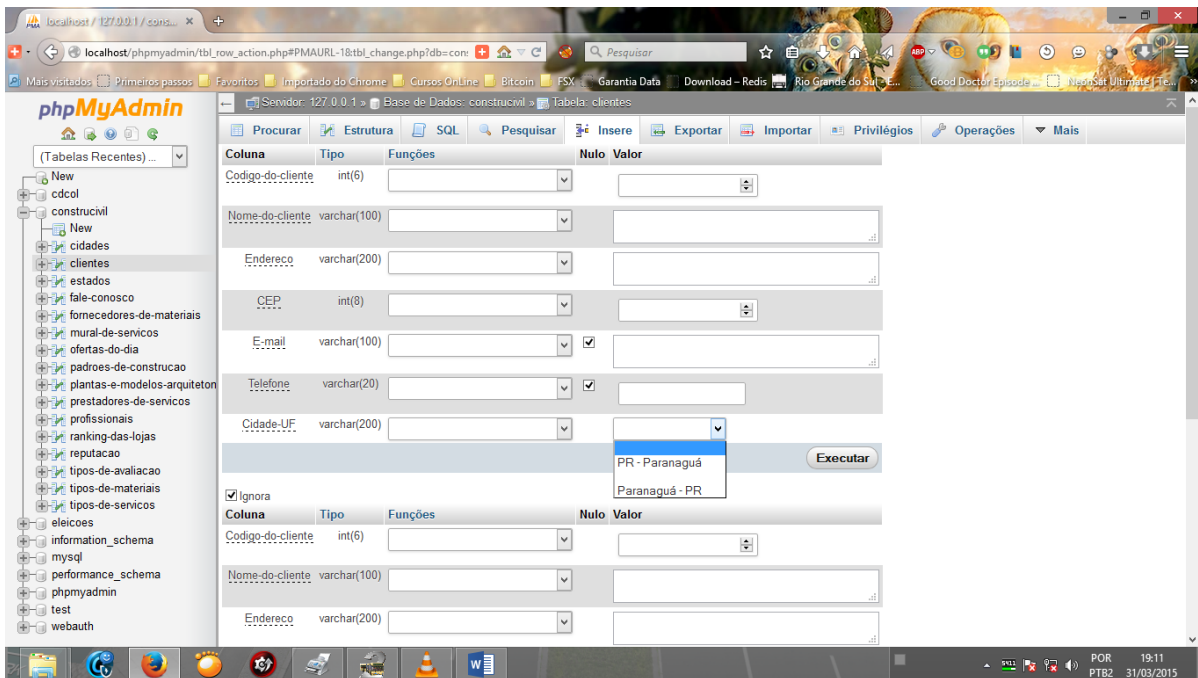 localhost / 127.0.0.1 / cons...
localhost/phpmyadmin/tbl_row_action.php#PMAURL-1&tbl_change.php?db=con:
Pesquisar
ABP
Mais visitados
Primeiros passos
Favoritos
Importado do Chrome
Cursos OnLine
Bitcoin
FSX
Garantia Data
Download – Redis
Rio Grande do Sul - E...
Good Doctor Episode ...
phpMyAdmin
(Tabelas Recentes) ...
New
cdcol
construcivil
New
cidades
clientes
estados
fale-conosco
fornecedores-de-materiais
mural-de-servicos
ofertas-do-dia
padroes-de-construcao
plantas-e-modelos-arquiteton
prestadores-de-servicos
profissionais
ranking-das-lojas
reputacao
tipos-de-avaliacao
tipos-de-materiais
tipos-de-servicos
eleicoes
information_schema
mysql
performance_schema
phpmyadmin
test
webauth
Servidor: 127.0.0.1 » Base de Dados: construcivil » Tabela: clientes
Procurar Estrutura SQL Pesquisar Insere Exportar Importar Privilégios Operações Mais
Coluna Tipo Funções Nulo Valor
Codigo-do-cliente int(6)
Nome-do-cliente varchar(100)
Endereco varchar(200)
CEP int(8)
E-mail varchar(100)
Telefone varchar(20)
Cidade-UF varchar(200)
PR - Paranaguá
Paranaguá - PR
Executar
Ignora
Coluna Tipo Funções Nulo Valor
Codigo-do-cliente int(6)
Nome-do-cliente varchar(100)
Endereco varchar(200)
POR
PTB2
19:11
31/03/2015